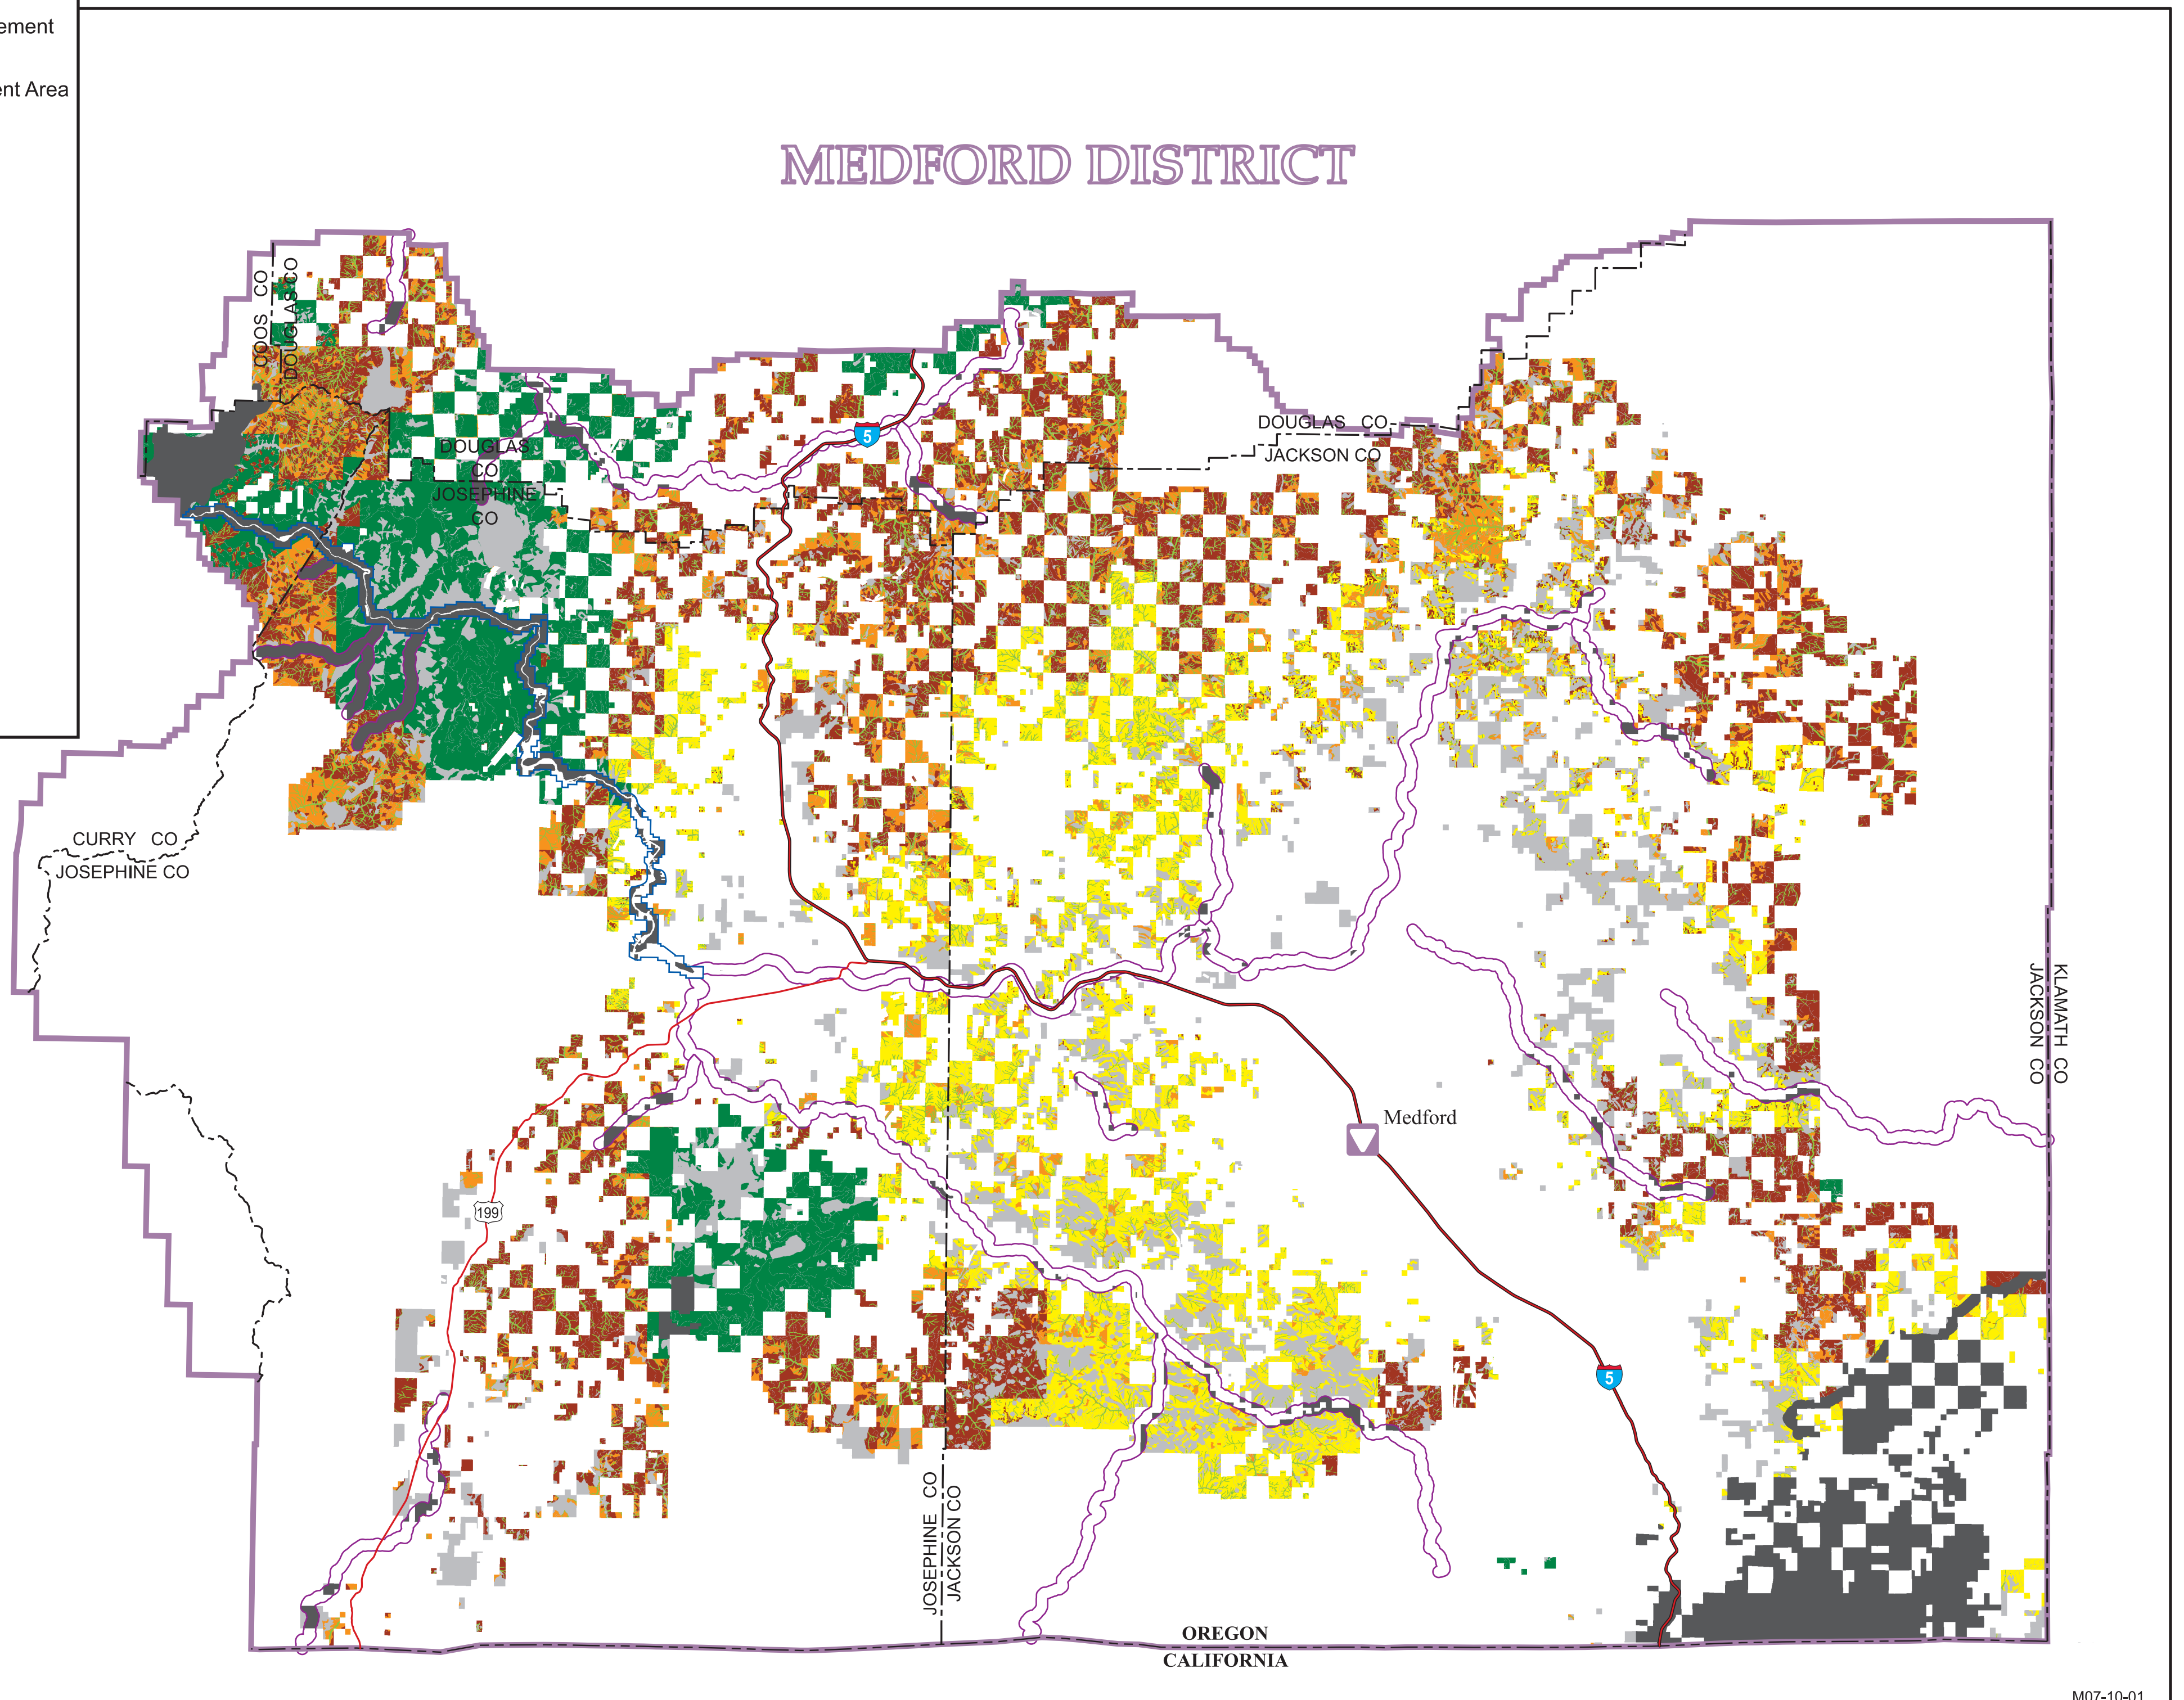 ement
ent Area
MEDFORD DISTRICT
COOS CO
DOUGLAS CO
DOUGLAS
CO
JOSEPHINE
CO
5
DOUGLAS CO
JACKSON CO
CURRY CO
JOSEPHINE CO
KLAMATH CO
JACKSON CO
Medford
199
5
JOSEPHINE CO
JACKSON CO
OREGON
CALIFORNIA
M07-10-01